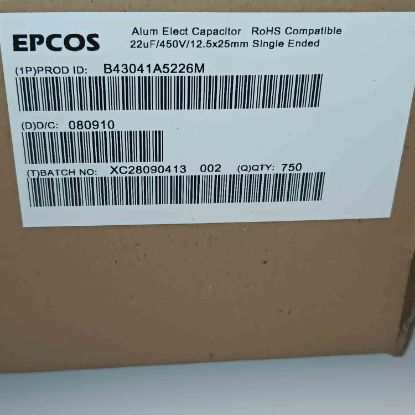 EPCOS
Alum Elect Capacitor RoHS Compatible
22uF/450V/12.5x25mm Single Ended
(1P)PROD ID: B43041A5226M
(D)D/C: 080910
(T)BATCH NO: XC28090413 002 (Q)QTY: 750